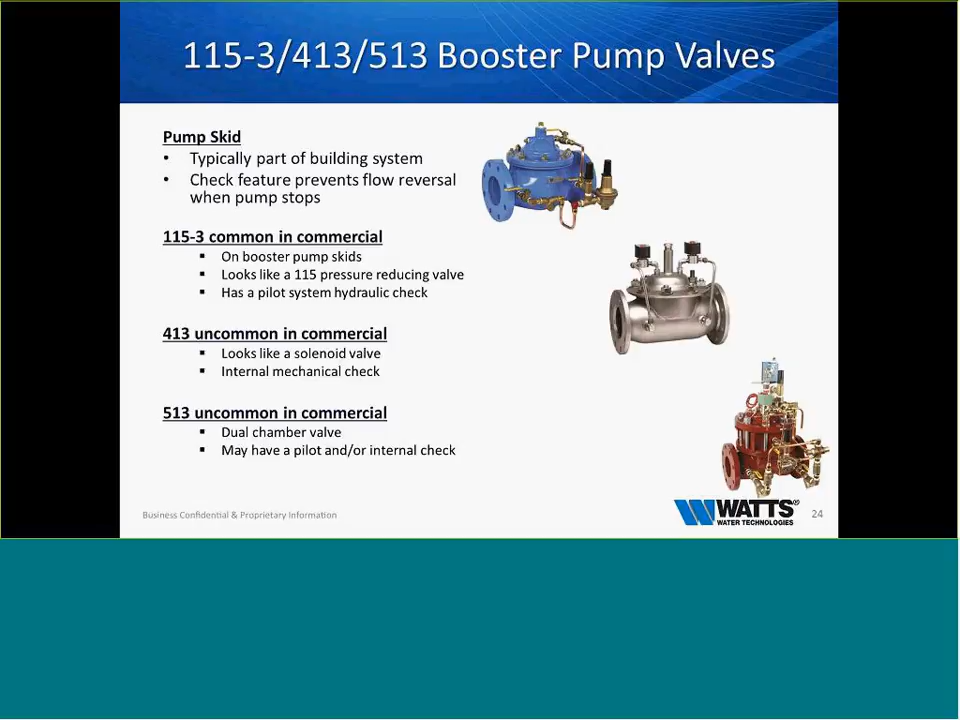 115-3/413/513 Booster Pump Valves
Pump Skid
• Typically part of building system
• Check feature prevents flow reversal
when pump stops
115-3 common in commercial
▪ On booster pump skids
▪ Looks like a 115 pressure reducing valve
▪ Has a pilot system hydraulic check
413 uncommon in commercial
▪ Looks like a solenoid valve
▪ Internal mechanical check
513 uncommon in commercial
▪ Dual chamber valve
▪ May have a pilot and/or internal check
Business Confidential & Proprietary Information
WATTS®
WATER TECHNOLOGIES
24